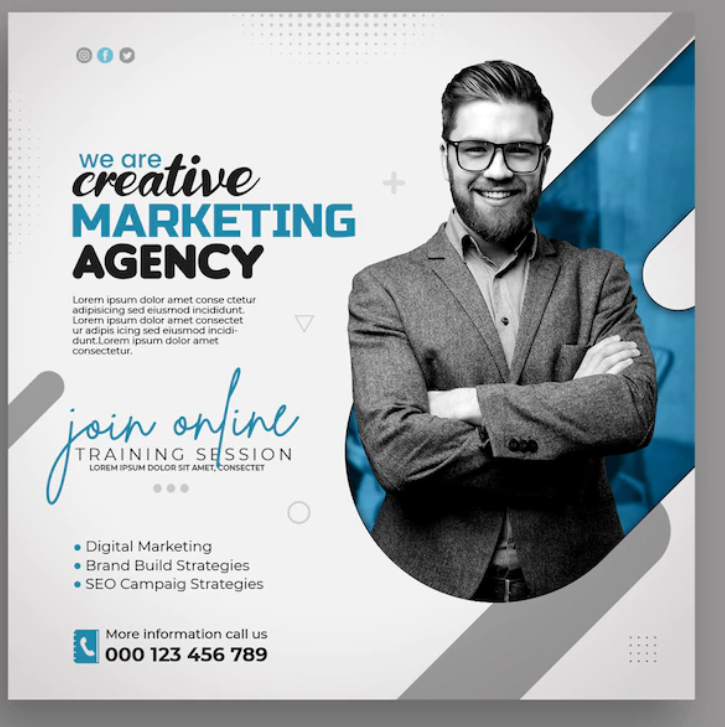 we are
creative
MARKETING
AGENCY
Lorem ipsum dolor amet conse ctetur
adipisicing sed eiusmod incididunt.
Lorem ipsum dolor amet consectet
ur adipis icing sed eiusmod incidi-
dunt.Lorem ipsum dolor amet
consectetur.
join online
TRAINING SESSION
LOREM IPSUM DOLOR SIT AMET, CONSECTET
Digital Marketing
Brand Build Strategies
SEO Campaig Strategies
More information call us
000 123 456 789